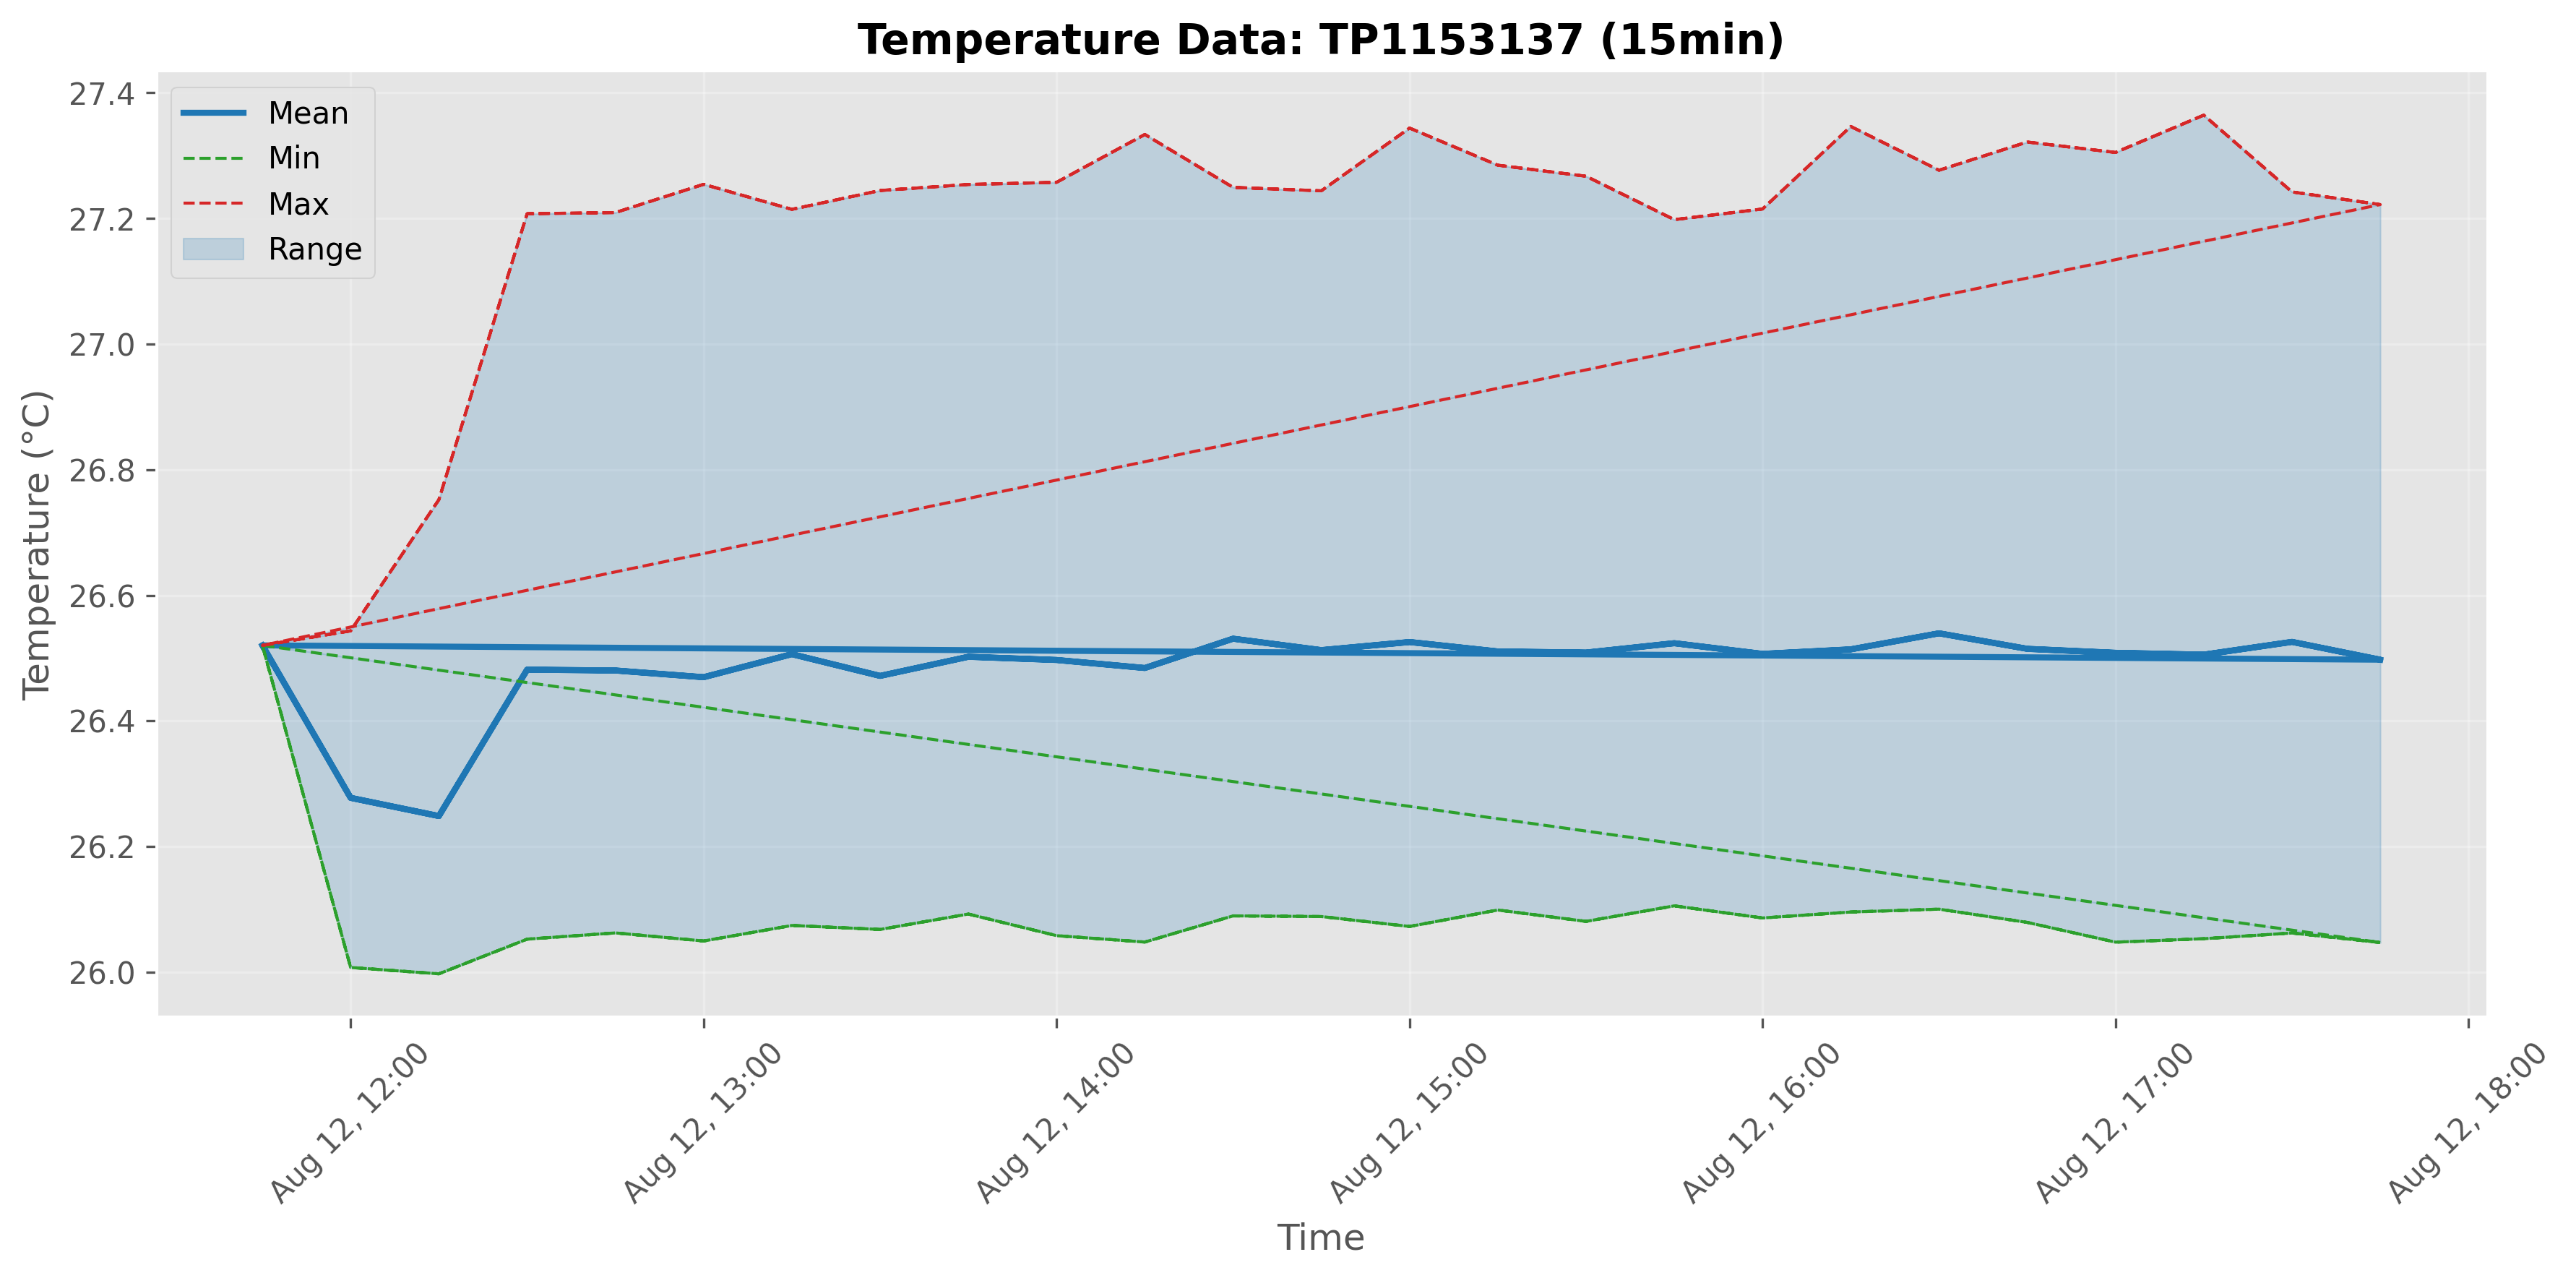 Temperature Data: TP1153137 (15min)
Mean
Min
Max
Range
Temperature (°C)
27.4
27.2
27.0
26.8
26.6
26.4
26.2
26.0
Aug 12, 12:00
Aug 12, 13:00
Aug 12, 14:00
Aug 12, 15:00
Aug 12, 16:00
Aug 12, 17:00
Aug 12, 18:00
Time